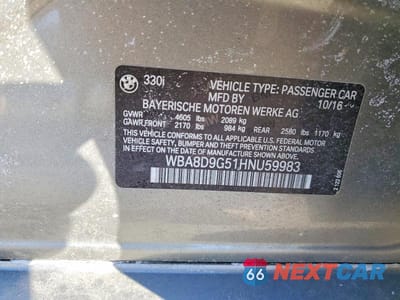 330i
VEHICLE TYPE: PASSENGER CAR
MFD BY 10/16
BAYERISCHE MOTOREN WERKE AG
GVWR 4605 lbs 2089 kg
GAWR FRONT 2170 lbs 984 kg REAR 2580 lbs 1170 kg
THIS VEHICLE CONFORMS TO ALL APPLICABLE U.S. FEDERAL MOTOR
VEHICLE SAFETY, BUMPER AND THEFT PREVENTION STANDARDS IN
EFFECT ON THE DATE OF MANUFACTURE SHOWN ABOVE
WBA8D9G51HNU59983
66 NEXTCAR